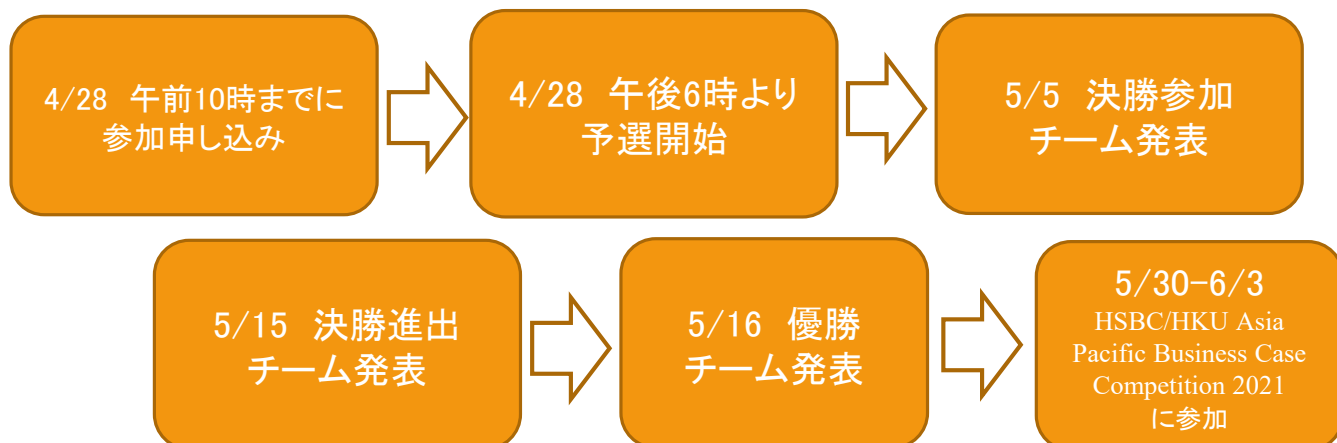 4/28 午前10時までに
参加申し込み
4/28 午後6時より
予選開始
5/5 決勝参加
チーム発表
5/15 決勝進出
チーム発表
5/16 優勝
チーム発表
5/30-6/3
HSBC/HKU Asia
Pacific Business Case
Competition 2021
に参加